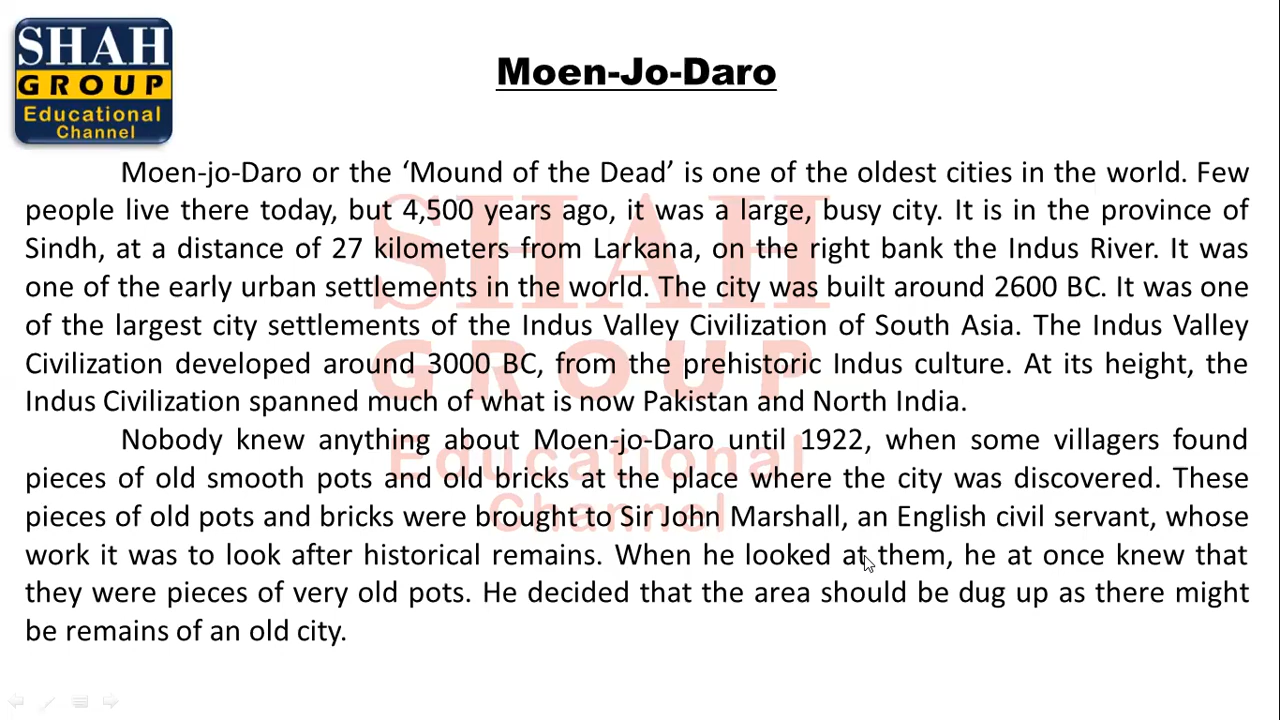 SHAH
GROUP
Educational
Channel
Moen-Jo-Daro
Moen-jo-Daro or the ‘Mound of the Dead’ is one of the oldest cities in the world. Few
people live there today, but 4,500 years ago, it was a large, busy city. It is in the province of
Sindh, at a distance of 27 kilometers from Larkana, on the right bank the Indus River. It was
one of the early urban settlements in the world. The city was built around 2600 BC. It was one
of the largest city settlements of the Indus Valley Civilization of South Asia. The Indus Valley
Civilization developed around 3000 BC, from the prehistoric Indus culture. At its height, the
Indus Civilization spanned much of what is now Pakistan and North India.
Nobody knew anything about Moen-jo-Daro until 1922, when some villagers found
pieces of old smooth pots and old bricks at the place where the city was discovered. These
pieces of old pots and bricks were brought to Sir John Marshall, an English civil servant, whose
work it was to look after historical remains. When he looked at them, he at once knew that
they were pieces of very old pots. He decided that the area should be dug up as there might
be remains of an old city.
SHAH
GROUP
Educational
Channel